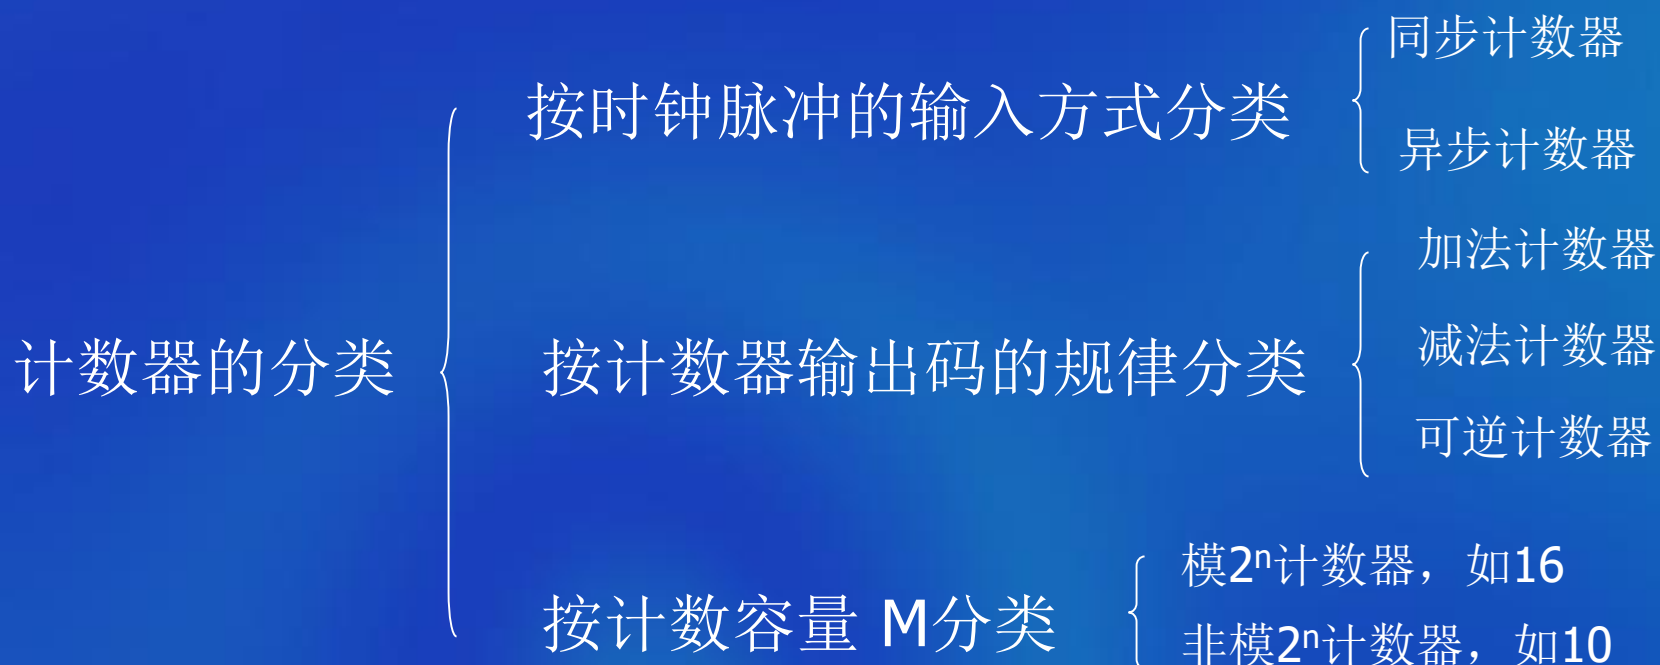 计数器的分类
按时钟脉冲的输入方式分类
同步计数器
异步计数器
按计数器输出码的规律分类
加法计数器
减法计数器
可逆计数器
按计数容量 M分类
模2ⁿ计数器，如16
非模2ⁿ计数器，如10